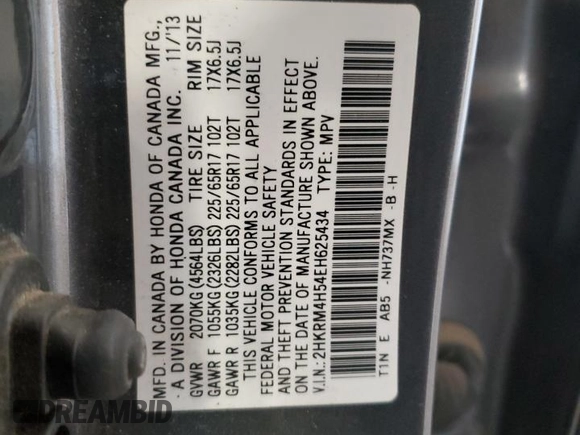 MFD. IN CANADA BY HONDA OF CANADA MFG.,
A DIVISION OF HONDA CANADA INC. 11/'13
GVWR 2070KG(4564LBS) TIRE SIZE RIM SIZE
GAWR F 1055KG(2326LBS) 225/65R17 102T 17X6.5J
GAWR R 1035KG(2282LBS) 225/65R17 102T 17X6.5J
THIS VEHICLE CONFORMS TO ALL APPLICABLE
FEDERAL MOTOR VEHICLE SAFETY
AND THEFT PREVENTION STANDARDS IN EFFECT
ON THE DATE OF MANUFACTURE SHOWN ABOVE.
V.I.N.:2HKRM4H54EH625434 TYPE: MPV
T1N E AB5 -NH737MX -B -H
DREAMBID